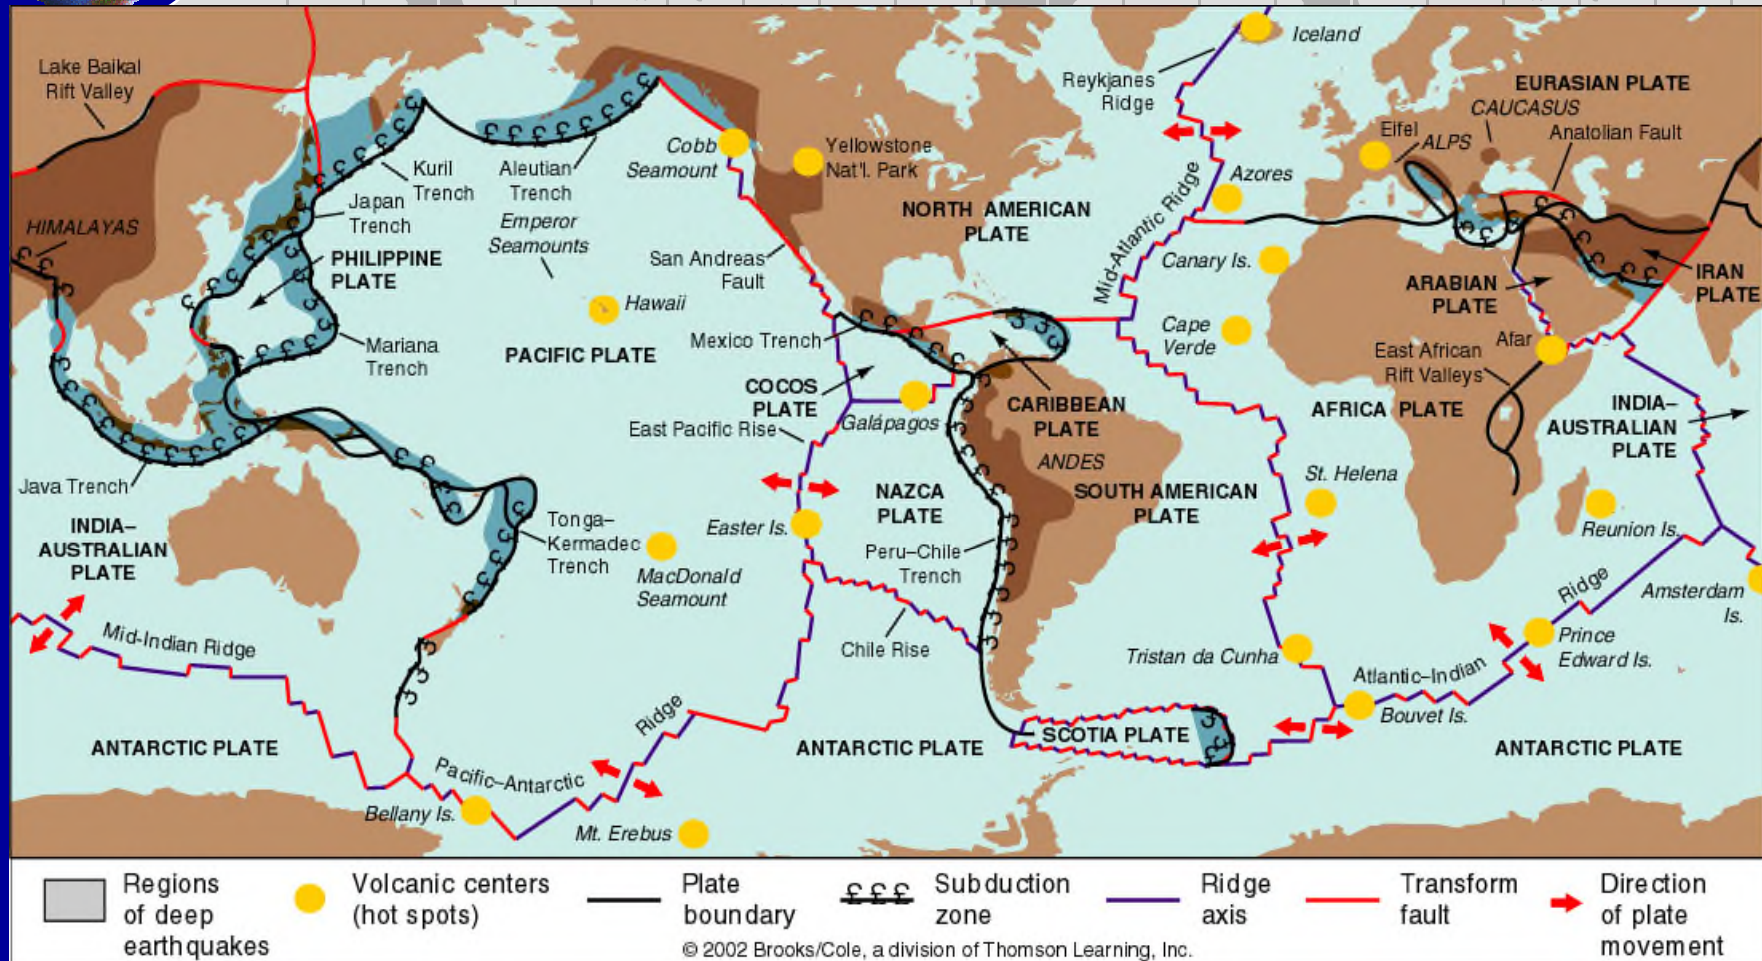 Iceland
Lake Baikal
Rift Valley
Reykjanes
Ridge
EURASIAN PLATE
CAUCASUS
Eifel
ALPS
Anatolian Fault
Cobb
Seamount
Yellowstone
Nat'l. Park
Kuril
Trench
Aleutian
Trench
Azores
Japan
Trench
Emperor
Seamounts
NORTH AMERICAN
PLATE
Mid-Atlantic Ridge
HIMALAYAS
PHILIPPINE
PLATE
San Andreas
Fault
Canary Is.
ARABIAN
PLATE
IRAN
PLATE
Hawaii
Mexico Trench
Cape
Verde
Afar
Mariana
Trench
PACIFIC PLATE
East African
Rift Valleys
COCOS
PLATE
Galápagos
CARIBBEAN
PLATE
AFRICA PLATE
INDIA–
AUSTRALIAN
PLATE
East Pacific Rise
ANDES
Java Trench
NAZCA
PLATE
SOUTH AMERICAN
PLATE
St. Helena
INDIA–
AUSTRALIAN
PLATE
Tonga–
Kermadec
Trench
Easter Is.
Reunion Is.
Peru–Chile
Trench
MacDonald
Seamount
Ridge
Amsterdam
Is.
Mid-Indian Ridge
Chile Rise
Tristan da Cunha
Prince
Edward Is.
Atlantic–Indian
Ridge
Bouvet Is.
ANTARCTIC PLATE
ANTARCTIC PLATE
SCOTIA PLATE
ANTARCTIC PLATE
Pacific–Antarctic
Bellany Is.
Mt. Erebus
Regions
of deep
earthquakes
Volcanic centers
(hot spots)
Plate
boundary
£££
Subduction
zone
Ridge
axis
Transform
fault
Direction
of plate
movement
© 2002 Brooks/Cole, a division of Thomson Learning, Inc.